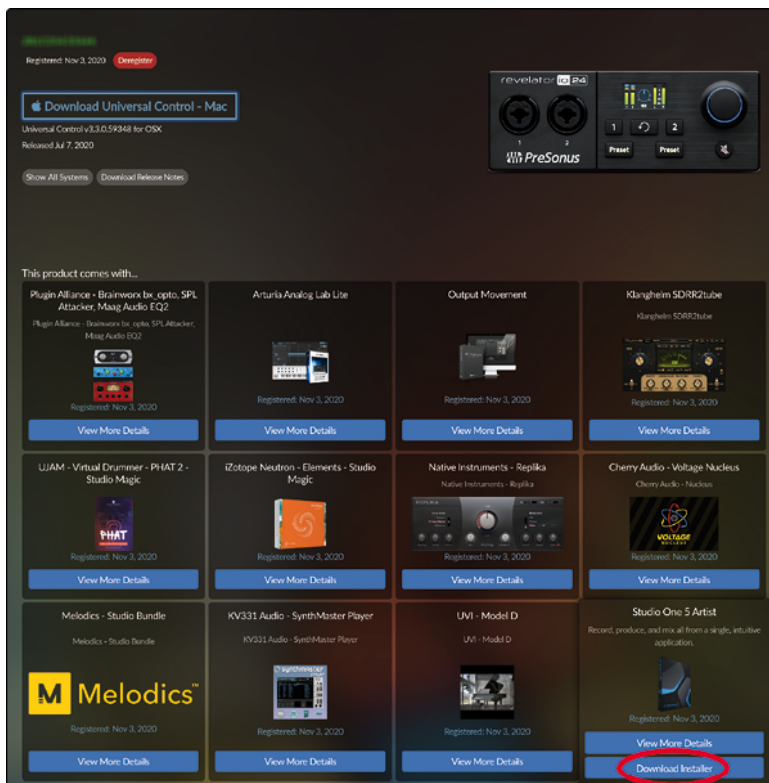 Registered: Nov 3, 2020 Deregister
Download Universal Control - Mac
Universal Control v3.3.0.59348 for OSX
Released Jul 7, 2020
Show All Systems Download Release Notes
revelator io 24
1 2
1 2
Preset Preset
PreSonus
This product comes with...
Plugin Alliance - Brainworx bx_opto, SPL
Attacker, Maag Audio EQ2
Plugin Alliance - Brainworx bx_opto, SPL Attacker,
Maag Audio EQ2
Registered: Nov 3, 2020
View More Details
Arturia Analog Lab Lite
Registered: Nov 3, 2020
View More Details
Output Movement
Registered: Nov 3, 2020
View More Details
Klanghelm SDRR2tube
Klanghelm SDRR2tube
Registered: Nov 3, 2020
View More Details
UJAM - Virtual Drummer - PHAT 2 -
Studio Magic
PHAT
Registered: Nov 3, 2020
View More Details
iZotope Neutron - Elements - Studio
Magic
Registered: Nov 3, 2020
View More Details
Native Instruments - Replika
Native Instruments - Replika
Registered: Nov 3, 2020
View More Details
Cherry Audio - Voltage Nucleus
Cherry Audio - Nucleus
VOLTAGE
NUCLEUS
Registered: Nov 3, 2020
View More Details
Melodics - Studio Bundle
Melodics - Studio Bundle
M Melodics™
Registered: Nov 3, 2020
View More Details
KV331 Audio - SynthMaster Player
KV331 Audio - SynthMaster Player
synthmaster
Registered: Nov 3, 2020
View More Details
UVI - Model D
UVI - Model D
Registered: Nov 3, 2020
View More Details
Studio One 5 Artist
Record, produce, and mix all from a single, intuitive
application.
Registered: Nov 3, 2020
View More Details
Download Installer